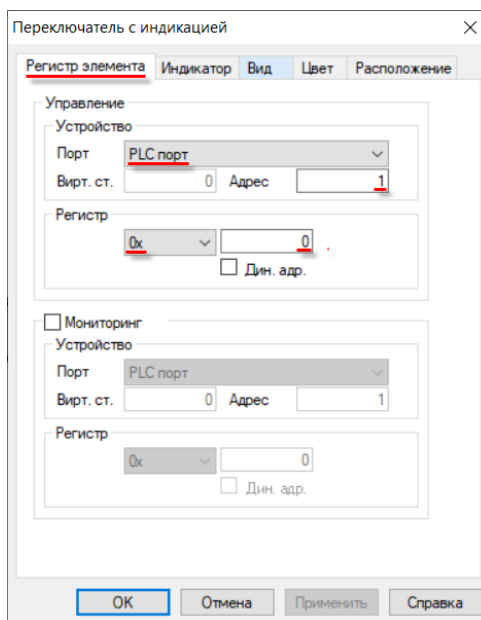 Переключатель с индикацией
Регистр элемента Индикатор Вид Цвет Расположение
Управление
Устройство
Порт PLC порт
Вирт. ст. 0 Адрес 1
Регистр
0x 0
Дин. адр.
Мониторинг
Устройство
Порт PLC порт
Вирт. ст. 0 Адрес 1
Регистр
0x 0
Дин. адр.
OK Отмена Применить Справка